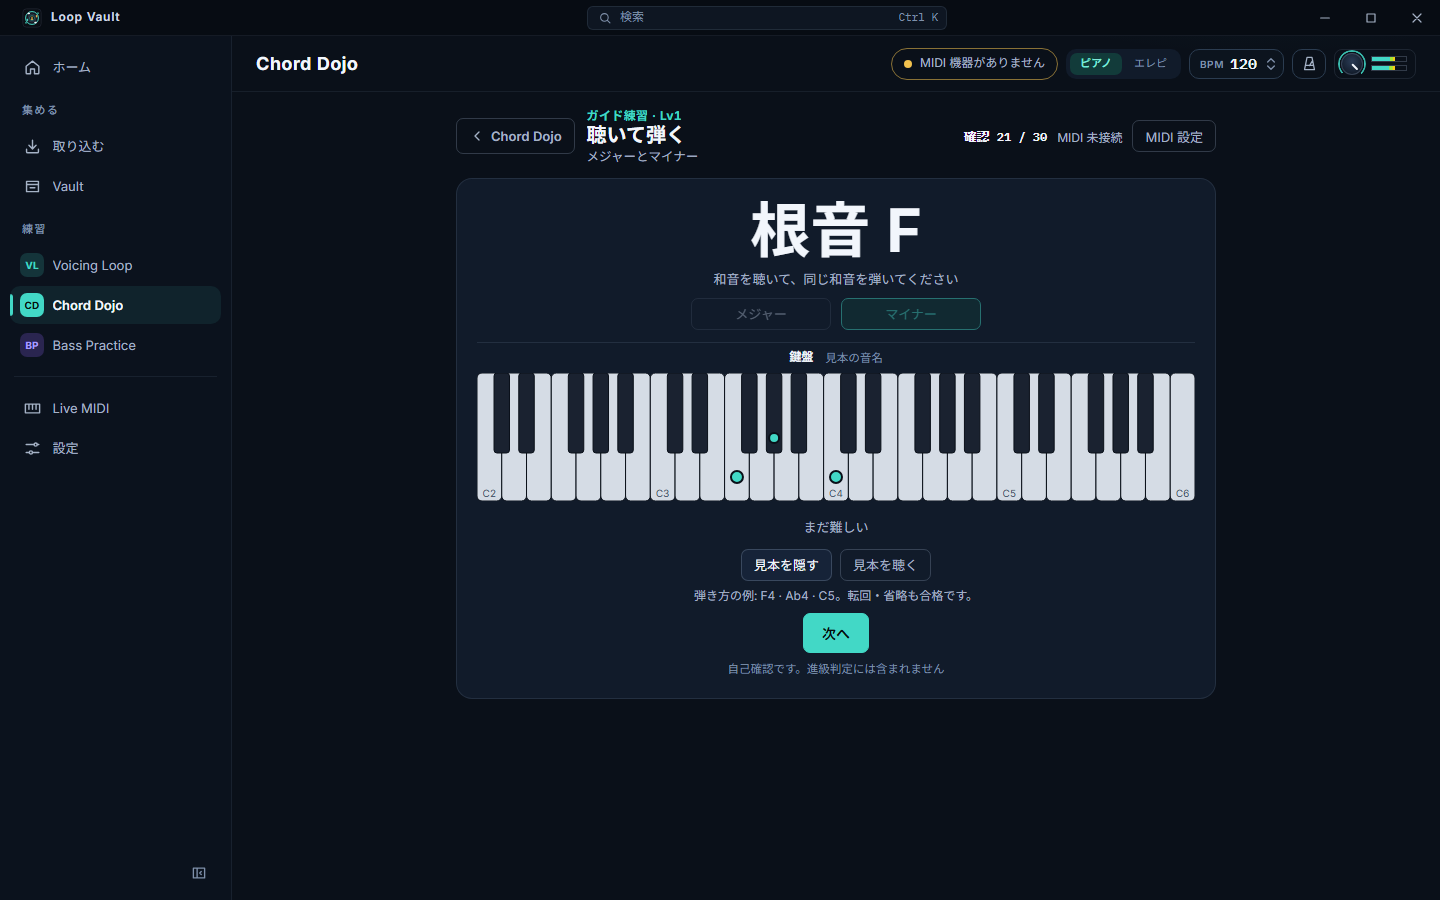 Loop Vault
検索
Ctrl K
ホーム
集める
取り込む
Vault
練習
VL Voicing Loop
CD Chord Dojo
BP Bass Practice
Live MIDI
設定
Chord Dojo
MIDI 機器がありません
ピアノ エレピ
BPM 120
Chord Dojo
ガイド練習 · Lv1
聴いて弾く
メジャーとマイナー
確認 21 / 30 MIDI 未接続 MIDI 設定
根音 F
和音を聴いて、同じ和音を弾いてください
メジャー マイナー
鍵盤 見本の音名
C2 C3 C4 C5 C6
まだ難しい
見本を隠す 見本を聴く
弾き方の例: F4 · Ab4 · C5。転回・省略も合格です。
次へ
自己確認です。進級判定には含まれません